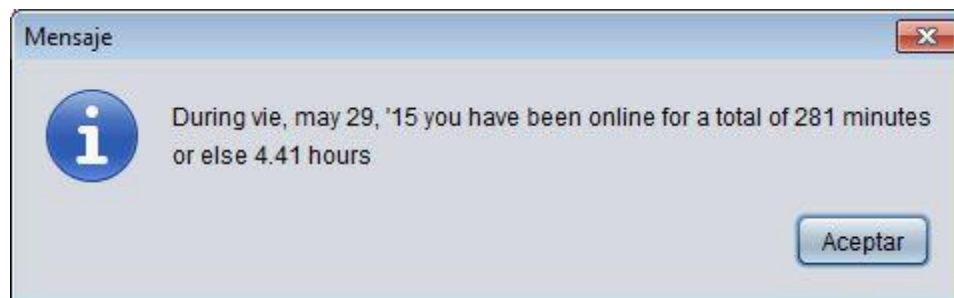 Mensaje
During vie, may 29, '15 you have been online for a total of 281 minutes
or else 4.41 hours
Aceptar